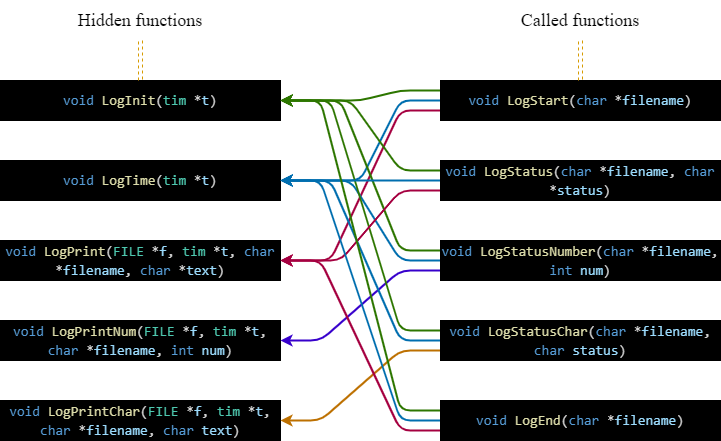 Hidden functions
Called functions
void LogInit(tim *t)
void LogStart(char *filename)
void LogTime(tim *t)
void LogStatus(char *filename, char
*status)
void LogPrint(FILE *f, tim *t, char
*filename, char *text)
void LogStatusNumber(char *filename,
int num)
void LogPrintNum(FILE *f, tim *t,
char *filename, int num)
void LogStatusChar(char *filename,
char status)
void LogPrintChar(FILE *f, tim *t,
char *filename, char text)
void LogEnd(char *filename)